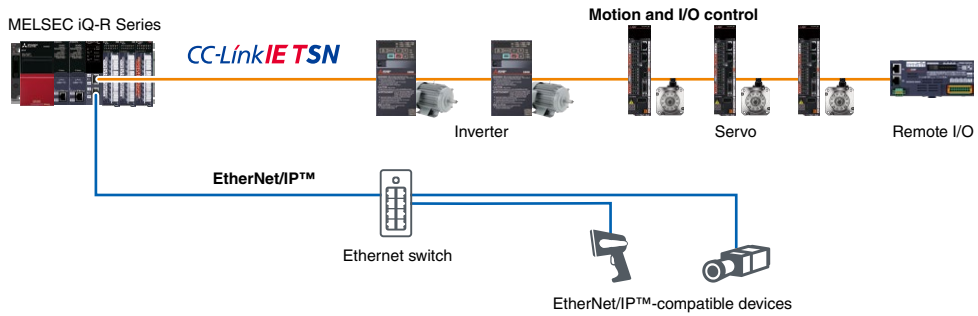 MELSEC iQ-R Series
Motion and I/O control
CC-Link IE TSN
Inverter
Servo
Remote I/O
EtherNet/IP™
Ethernet switch
EtherNet/IP™-compatible devices